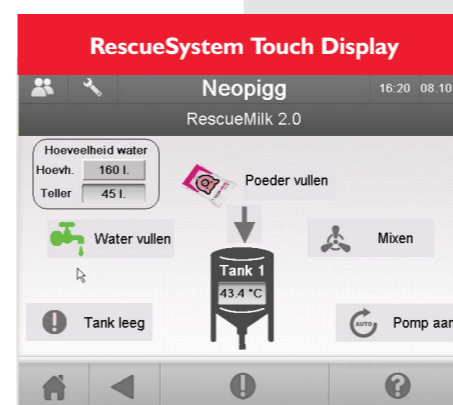 RescueSystem Touch Display
Neopigg 16:20 08.10
RescueMilk 2.0
Hoeveelheid water
Hoevh. 160 l.
Teller 45 l.
Poeder vullen
Water vullen
Mixen
Tank 1
43.4 °C
Tank leeg
AUTO
Pomp aan